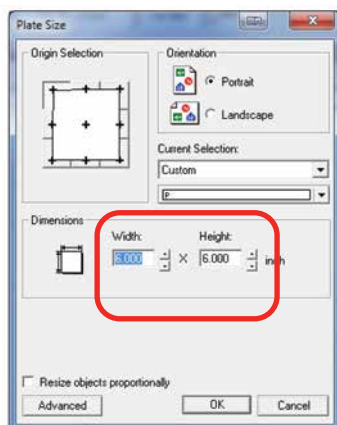 Plate Size
Origin Selection
Orientation
Portrait
Landscape
Current Selection:
Custom
P
Dimensions
Width:
Height:
6.000 X 6.000 inch
Resize objects proportionally
Advanced
OK
Cancel